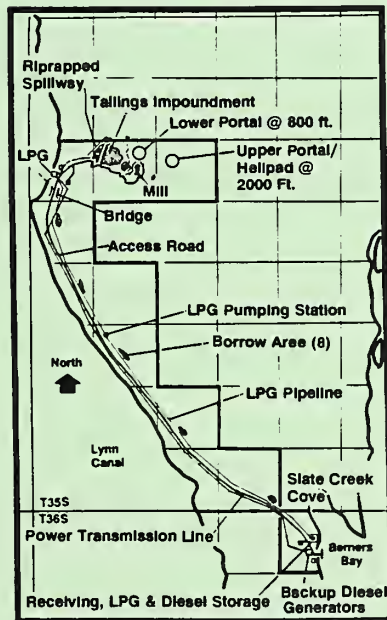 Riprapped
Spillway
Tailings Impoundment
Lower Portal @ 800 ft.
LPG
Upper Portal/
Helipad @
2000 Ft.
Mill
Bridge
Access Road
LPG Pumping Station
Borrow Area (8)
North
LPG Pipeline
Lynn
Canal
Slate Creek
Cove
T35S
T36S
Power Transmission Line
Berners
Bay
Receiving, LPG & Diesel Storage
Backup Diesel
Generators